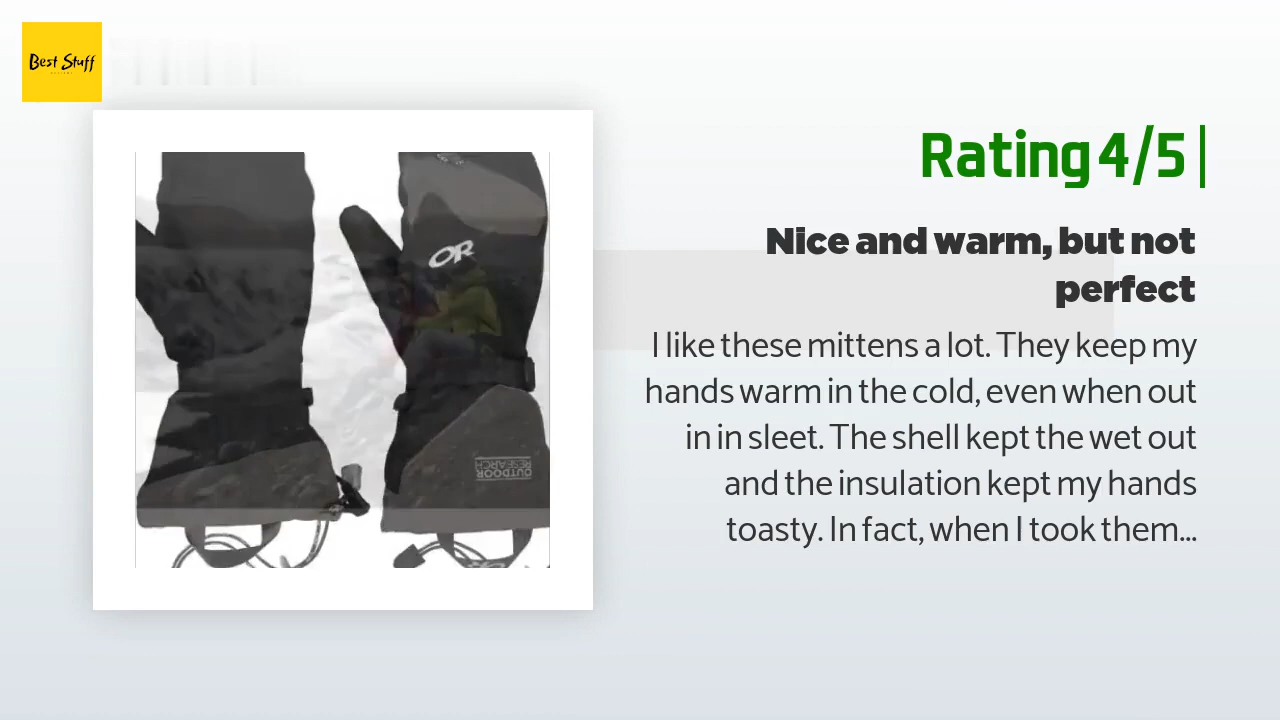 Best Stuff
Rating 4/5
Nice and warm, but not
perfect
I like these mittens a lot. They keep my
hands warm in the cold, even when out
in in sleet. The shell kept the wet out
and the insulation kept my hands
toasty. In fact, when I took them...
OR
OUTDOOR
RESEARCH